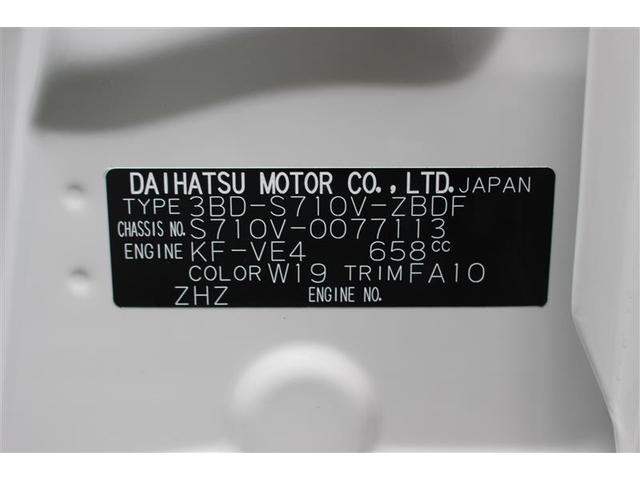 DAIHATSU MOTOR CO.,LTD. JAPAN
TYPE 3BD-S710V-ZBDF
CHASSIS NO. S710V-0077113
ENGINE KF-VE4 658CC
COLOR W19 TRIM FA10
ZHZ ENGINE NO.